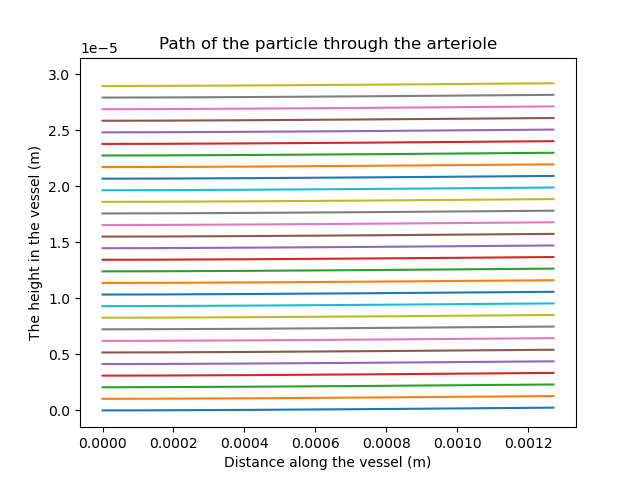 Path of the particle through the arteriole
1e−5
3.0
2.5
2.0
1.5
1.0
0.5
0.0
The height in the vessel (m)
0.0000 0.0002 0.0004 0.0006 0.0008 0.0010 0.0012
Distance along the vessel (m)